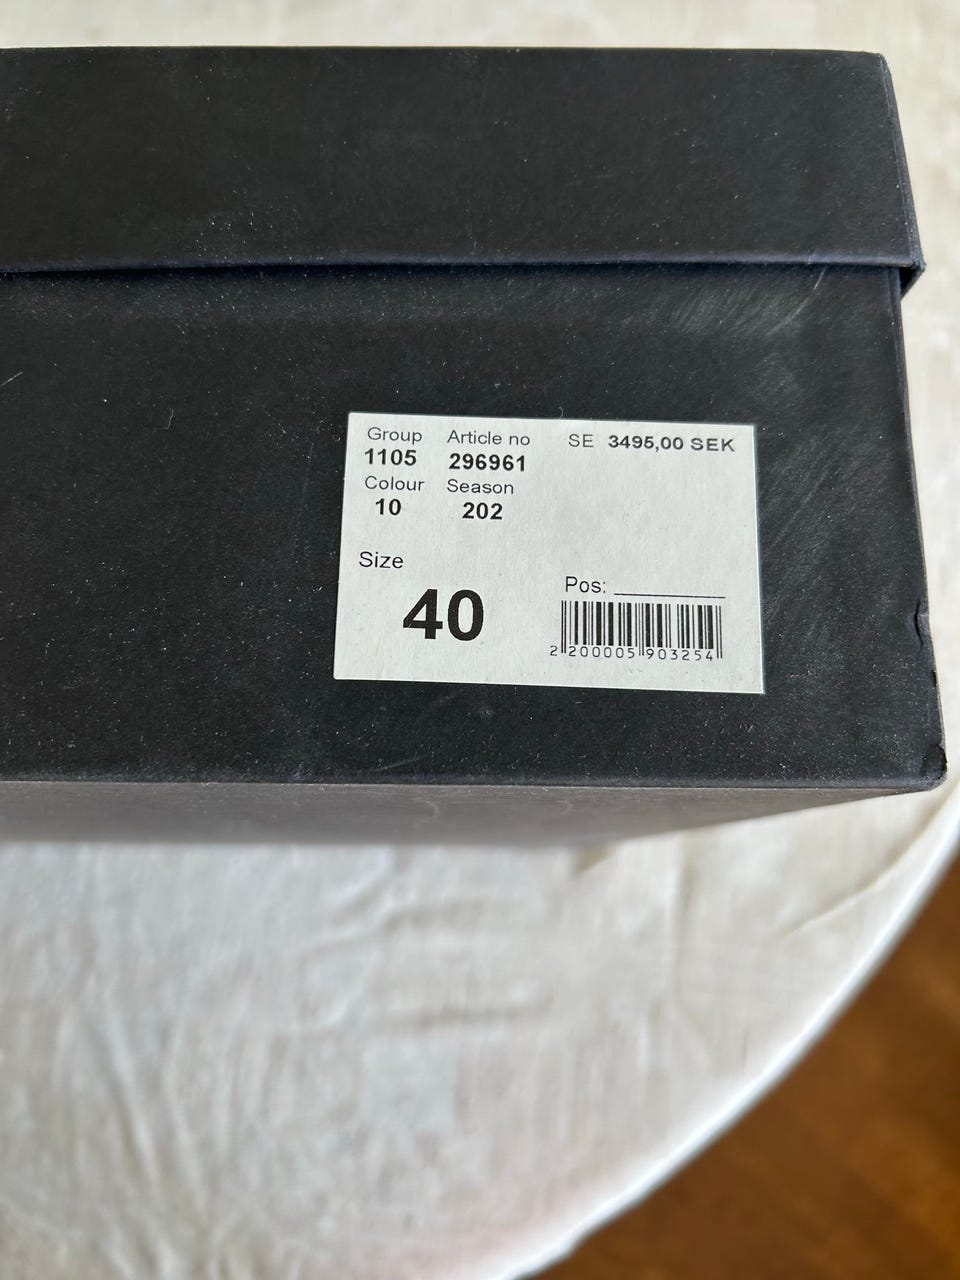 Group Article no SE 3495,00 SEK
1105 296961
Colour Season
10 202
Size
Pos:
40
2 200005 903254